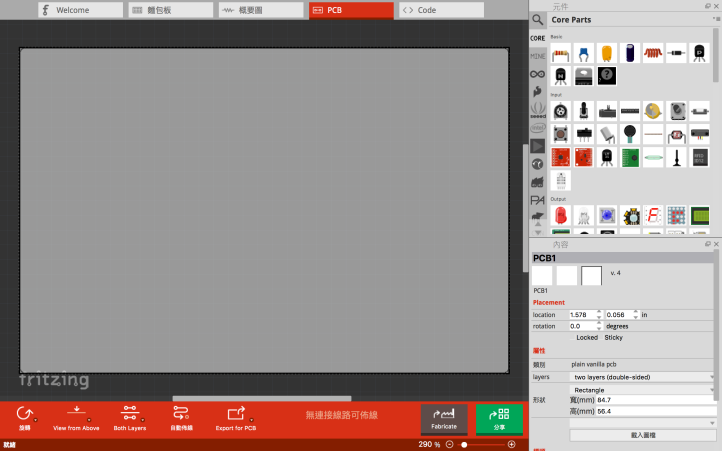 Welcome
麵包板
概要圖
PCB
Code
元件
Core Parts
CORE
Basic
MINE
Input
seeed
intel
Output
內容
PCB1
v. 4
PCB1
Placement
location 1.578 0.056 in
rotation 0.0 degrees
Locked Sticky
屬性
類別 plain vanilla pcb
layers two layers (double-sided)
Rectangle
形狀 寬(mm) 84.7
高(mm) 56.4
載入圖檔
fritzing
旋轉
View from Above
Both Layers
自動佈線
Export for PCB
無連接線路可佈線
Fabricate
分享
就緒
290 %